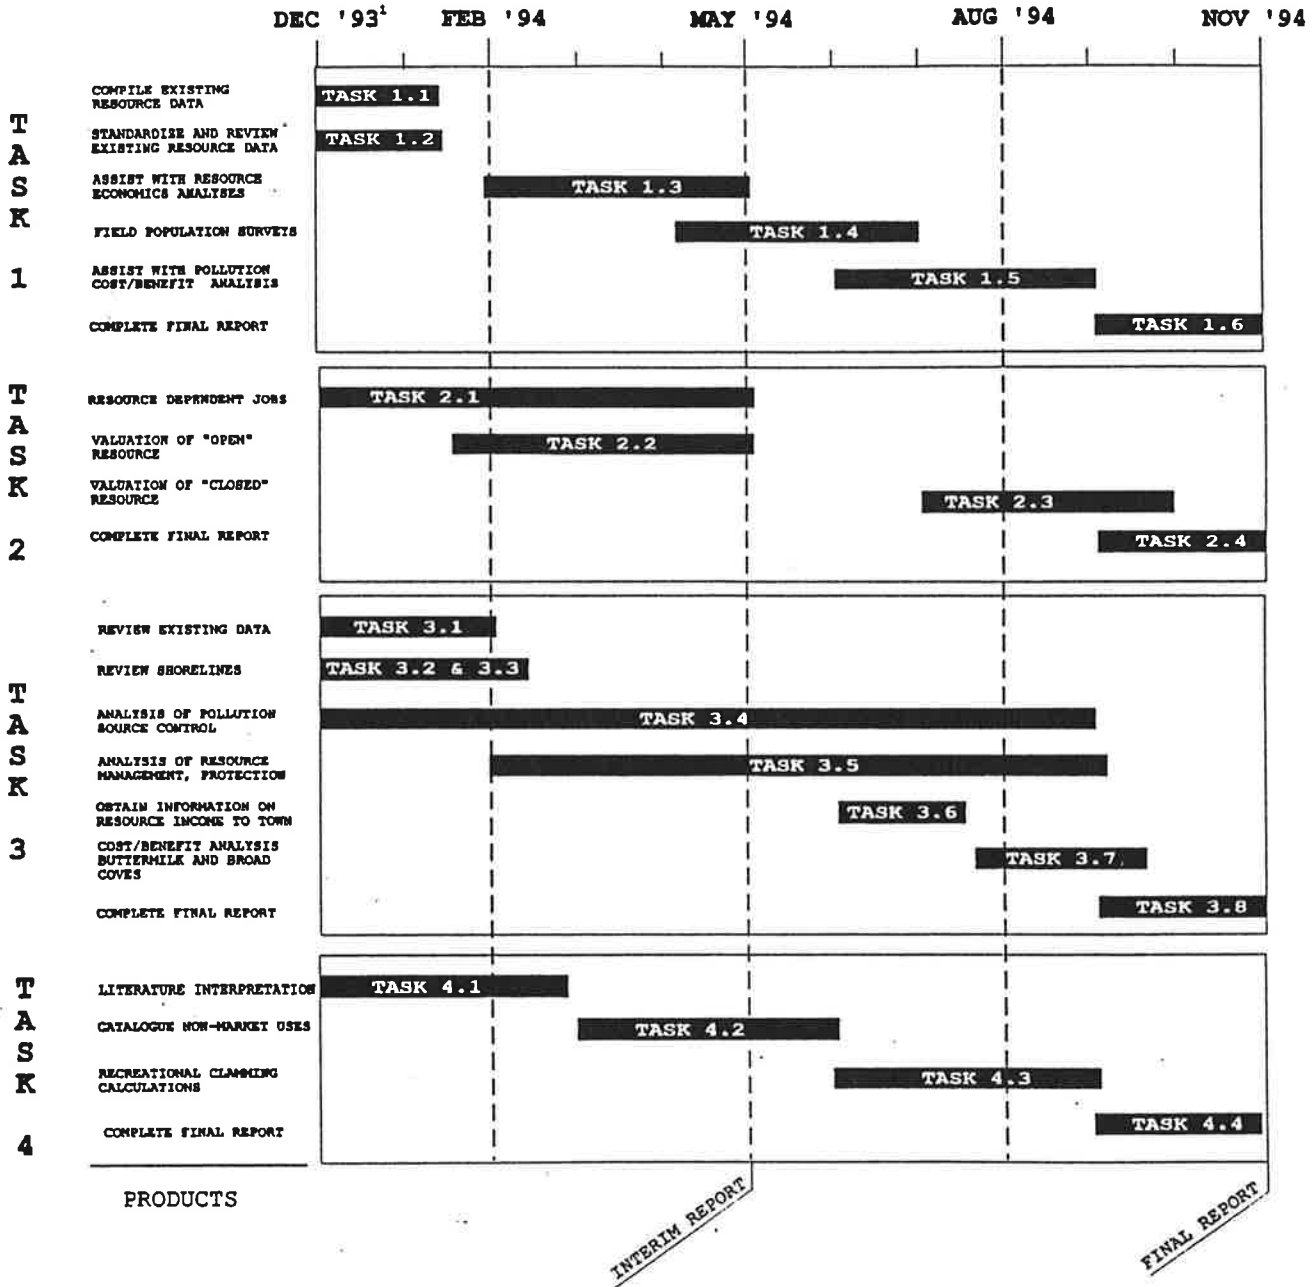 DEC '93¹ FEB '94 MAY '94 AUG '94 NOV '94
TASK 1
COMPILE EXISTING
RESOURCE DATA
TASK 1.1
STANDARDIZE AND REVIEW
EXISTING RESOURCE DATA
TASK 1.2
ASSIST WITH RESOURCE
ECONOMICS ANALYSES
TASK 1.3
FIELD POPULATION SURVEYS
TASK 1.4
ASSIST WITH POLLUTION
COST/BENEFIT ANALYSIS
TASK 1.5
COMPLETE FINAL REPORT
TASK 1.6
TASK 2
RESOURCE DEPENDENT JOBS
TASK 2.1
VALUATION OF "OPEN"
RESOURCE
TASK 2.2
VALUATION OF "CLOSED"
RESOURCE
TASK 2.3
COMPLETE FINAL REPORT
TASK 2.4
TASK 3
REVIEW EXISTING DATA
TASK 3.1
REVIEW SHORELINES
TASK 3.2 & 3.3
ANALYSIS OF POLLUTION
SOURCE CONTROL
TASK 3.4
ANALYSIS OF RESOURCE
MANAGEMENT, PROTECTION
TASK 3.5
OBTAIN INFORMATION ON
RESOURCE INCOME TO TOWN
TASK 3.6
COST/BENEFIT ANALYSIS
BUTTERMILK AND BROAD
COVES
TASK 3.7
COMPLETE FINAL REPORT
TASK 3.8
TASK 4
LITERATURE INTERPRETATION
TASK 4.1
CATALOGUE NON-MARKET USES
TASK 4.2
RECREATIONAL CLAMMING
CALCULATIONS
TASK 4.3
COMPLETE FINAL REPORT
TASK 4.4
PRODUCTS
INTERIM REPORT
FINAL REPORT